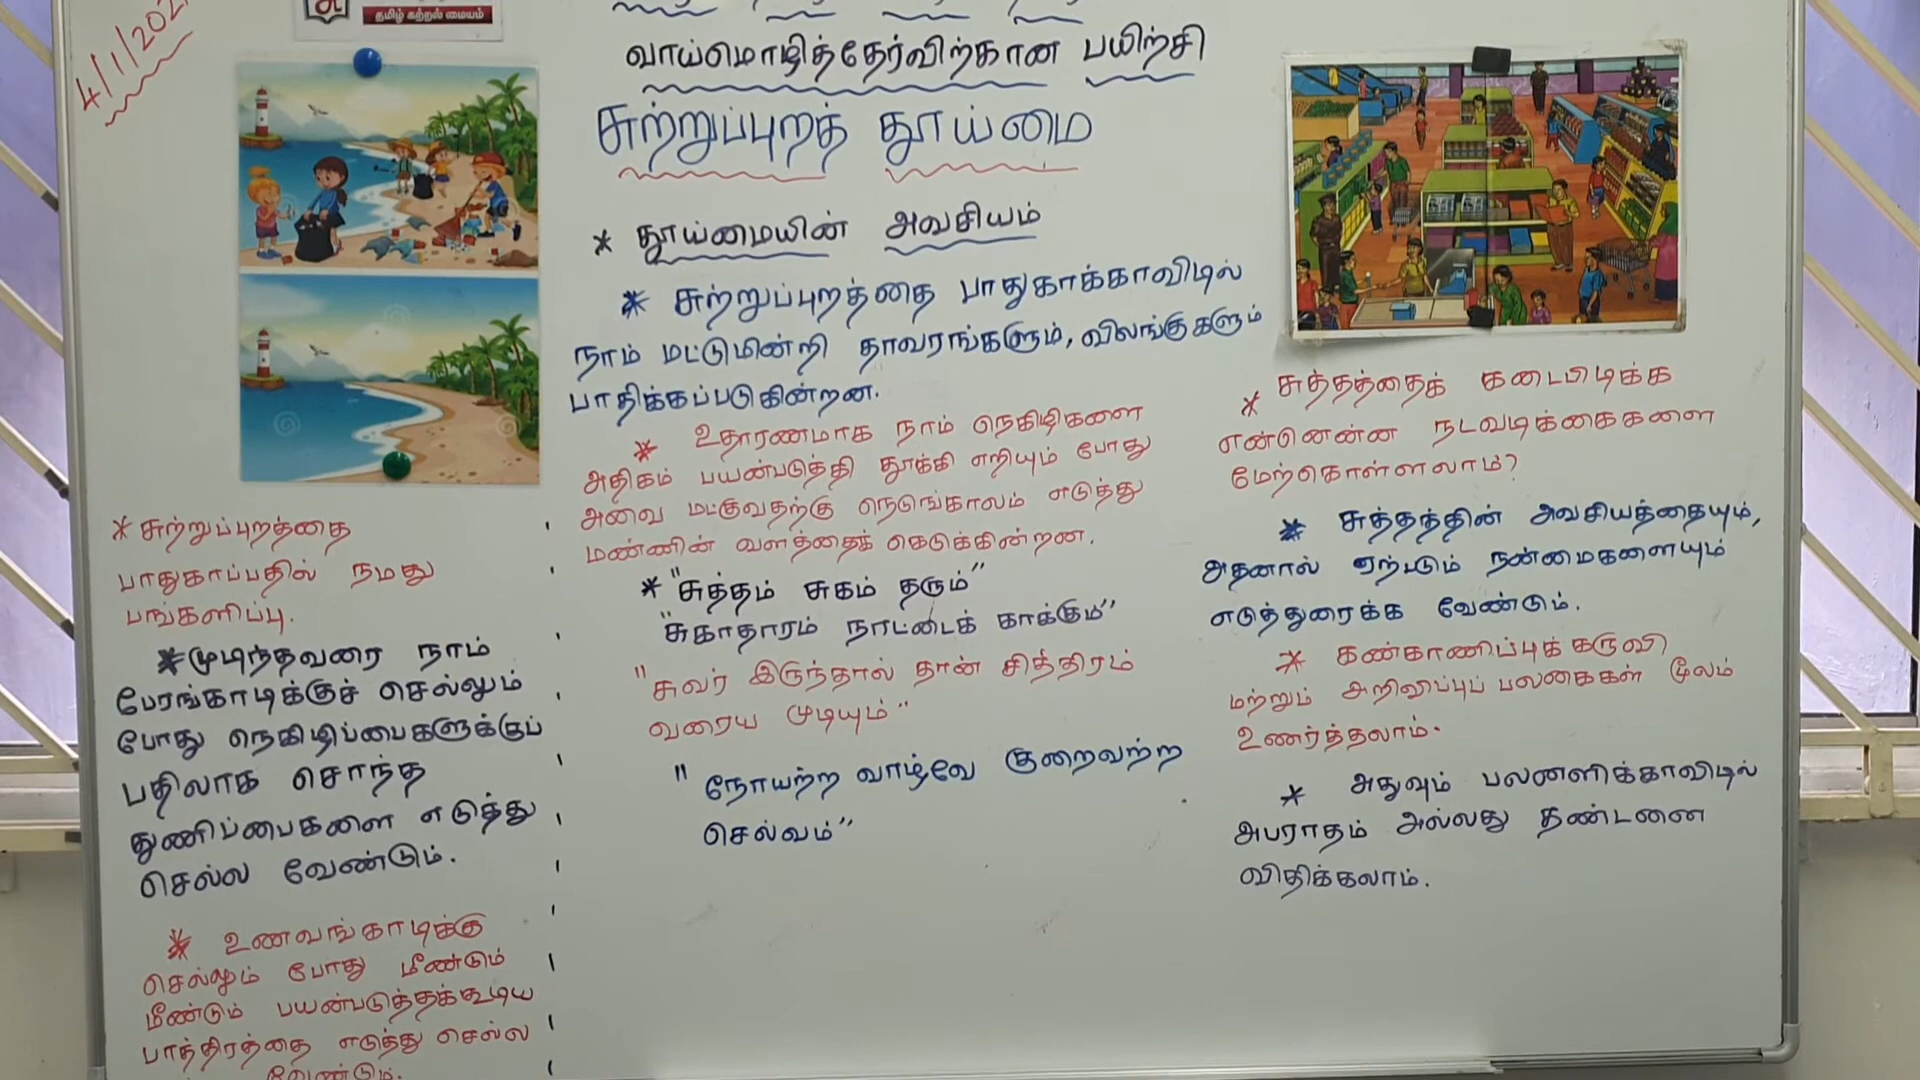 4/1/202
தமிழ் கற்றல் மையம்
வாய்மொழித்தேர்விற்கான பயிற்சி
சுற்றுப்புறத் தூய்மை
* தூய்மையின் அவசியம்
* சுற்றுப்புறத்தை பாதுகாக்காவிடில்
நாம் மட்டுமின்றி தாவரங்களும், விலங்குகளும்
பாதிக்கப்படுகின்றன.
* உதாரணமாக நாம் நெகிழிகளை
அதிகம் பயன்படுத்தி தூக்கி எறியும் போது
அவை மட்குவதற்கு நெடுங்காலம் எடுத்து
மண்ணின் வளத்தைக் கெடுக்கின்றன.
* "சுத்தம் சுகம் தரும்"
"சுகாதாரம் நாட்டைக் காக்கும்"
"சுவர் இருந்தால் தான் சித்திரம்
வரைய முடியும்"
"நோயற்ற வாழ்வே குறைவற்ற
செல்வம்"
* சுற்றுப்புறத்தை
பாதுகாப்பதில் நமது
பங்களிப்பு.
* முடிந்தவரை நாம்
பேரங்காடிக்குச் செல்லும்
போது நெகிழிப்பைகளுக்குப்
பதிலாக சொந்த
துணிப்பைகளை எடுத்து
செல்ல வேண்டும்.
* உணவங்காடிக்கு
செல்லும் போது மீண்டும்
மீண்டும் பயன்படுத்தக்கூடிய
பாத்திரத்தை எடுத்து செல்ல
வேண்டும்.
* சுத்தத்தைக் கடைபிடிக்க
என்னென்ன நடவடிக்கைகளை
மேற்கொள்ளலாம்?
* சுத்தத்தின் அவசியத்தையும்,
அதனால் ஏற்படும் நன்மைகளையும்
எடுத்துரைக்க வேண்டும்.
* கண்காணிப்புக் கருவி
மற்றும் அறிவிப்புப் பலகைகள் மூலம்
உணர்த்தலாம்.
* அதுவும் பலனளிக்காவிடில்
அபராதம் அல்லது தண்டனை
விதிக்கலாம்.